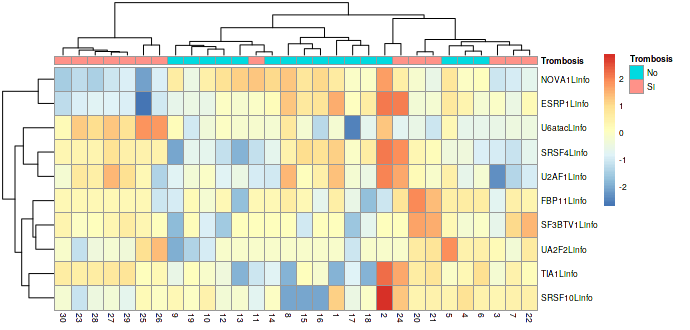 Trombosis
NOVA1Linfo
ESRP1Linfo
U6atacLinfo
SRSF4Linfo
U2AF1Linfo
FBP11Linfo
SF3BTV1Linfo
UA2F2Linfo
TIA1Linfo
SRSF10Linfo
30 23 28 27 29 25 26 9 19 10 12 13 11 14 8 15 16 1 17 18 2 24 20 21 5 4 6 3 7 22
2
1
0
-1
-2
Trombosis
No
SI